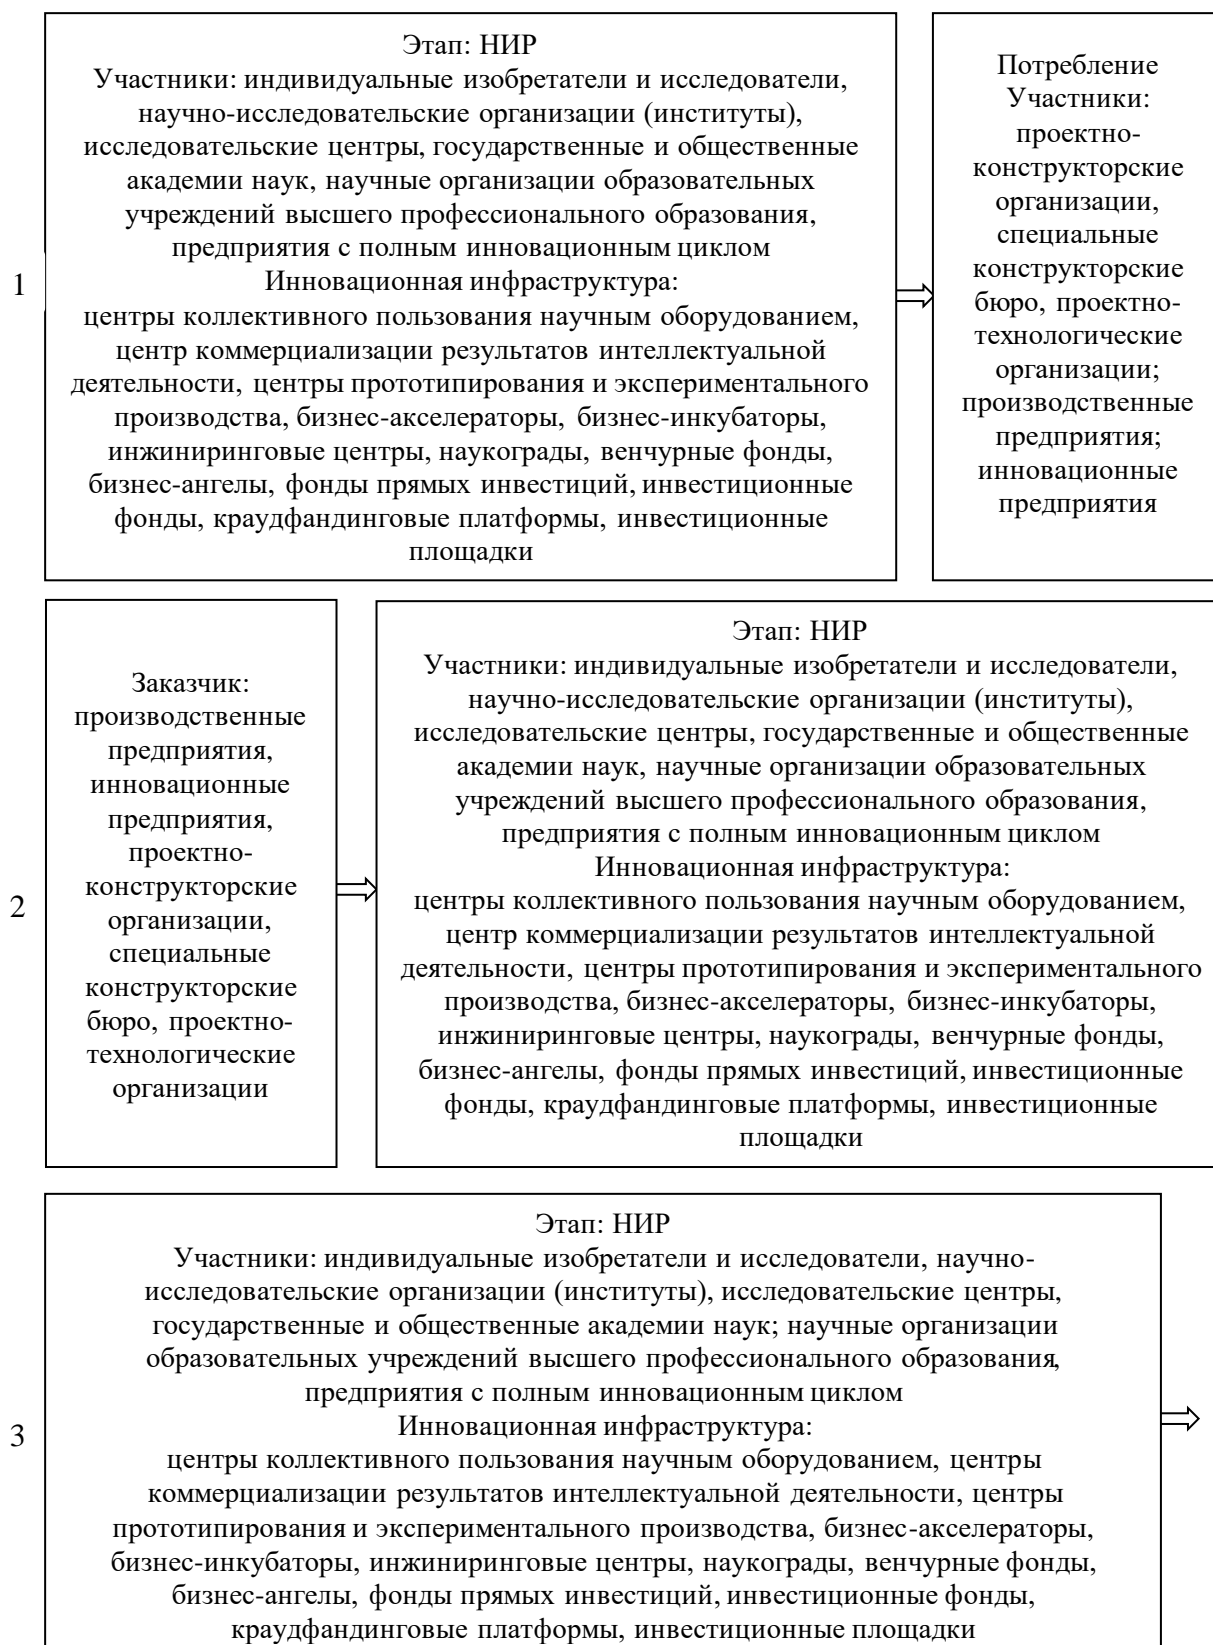 1
Этап: НИР
Участники: индивидуальные изобретатели и исследователи,
научно-исследовательские организации (институты),
исследовательские центры, государственные и общественные
академии наук, научные организации образовательных
учреждений высшего профессионального образования,
предприятия с полным инновационным циклом
Инновационная инфраструктура:
центры коллективного пользования научным оборудованием,
центр коммерциализации результатов интеллектуальной
деятельности, центры прототипирования и экспериментального
производства, бизнес-акселераторы, бизнес-инкубаторы,
инжиниринговые центры, наукограды, венчурные фонды,
бизнес-ангелы, фонды прямых инвестиций, инвестиционные
фонды, краудфандинговые платформы, инвестиционные
площадки
Потребление
Участники:
проектно-
конструкторские
организации,
специальные
конструкторские
бюро, проектно-
технологические
организации;
производственные
предприятия;
инновационные
предприятия
2
Заказчик:
производственные
предприятия,
инновационные
предприятия,
проектно-
конструкторские
организации,
специальные
конструкторские
бюро, проектно-
технологические
организации
Этап: НИР
Участники: индивидуальные изобретатели и исследователи,
научно-исследовательские организации (институты),
исследовательские центры, государственные и общественные
академии наук, научные организации образовательных
учреждений высшего профессионального образования,
предприятия с полным инновационным циклом
Инновационная инфраструктура:
центры коллективного пользования научным оборудованием,
центр коммерциализации результатов интеллектуальной
деятельности, центры прототипирования и экспериментального
производства, бизнес-акселераторы, бизнес-инкубаторы,
инжиниринговые центры, наукограды, венчурные фонды,
бизнес-ангелы, фонды прямых инвестиций, инвестиционные
фонды, краудфандинговые платформы, инвестиционные
площадки
3
Этап: НИР
Участники: индивидуальные изобретатели и исследователи, научно-
исследовательские организации (институты), исследовательские центры,
государственные и общественные академии наук; научные организации
образовательных учреждений высшего профессионального образования,
предприятия с полным инновационным циклом
Инновационная инфраструктура:
центры коллективного пользования научным оборудованием, центры
коммерциализации результатов интеллектуальной деятельности, центры
прототипирования и экспериментального производства, бизнес-акселераторы,
бизнес-инкубаторы, инжиниринговые центры, наукограды, венчурные фонды,
бизнес-ангелы, фонды прямых инвестиций, инвестиционные фонды,
краудфандинговые платформы, инвестиционные площадки